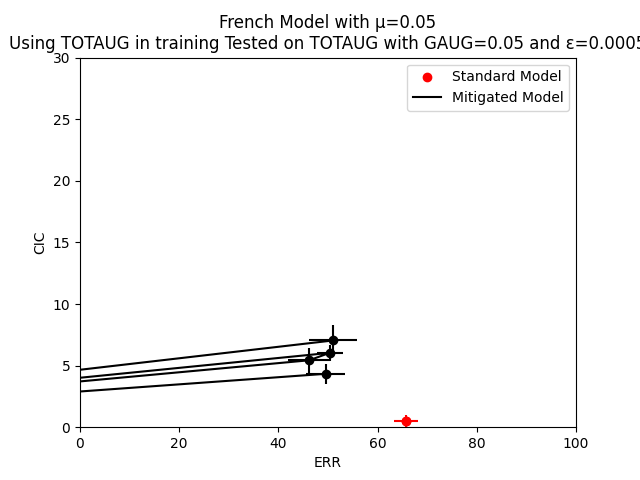 French Model with μ=0.05
Using TOTAUG in training Tested on TOTAUG with GAUG=0.05 and ε=0.0005
Standard Model
Mitigated Model
30
25
20
15
10
5
0
CIC
0 20 40 60 80 100
ERR